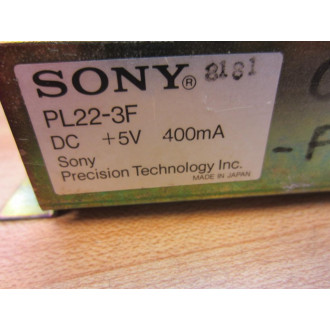 SONY® 8181
PL22-3F
DC +5V 400mA
Sony
Precision Technology Inc.
MADE IN JAPAN